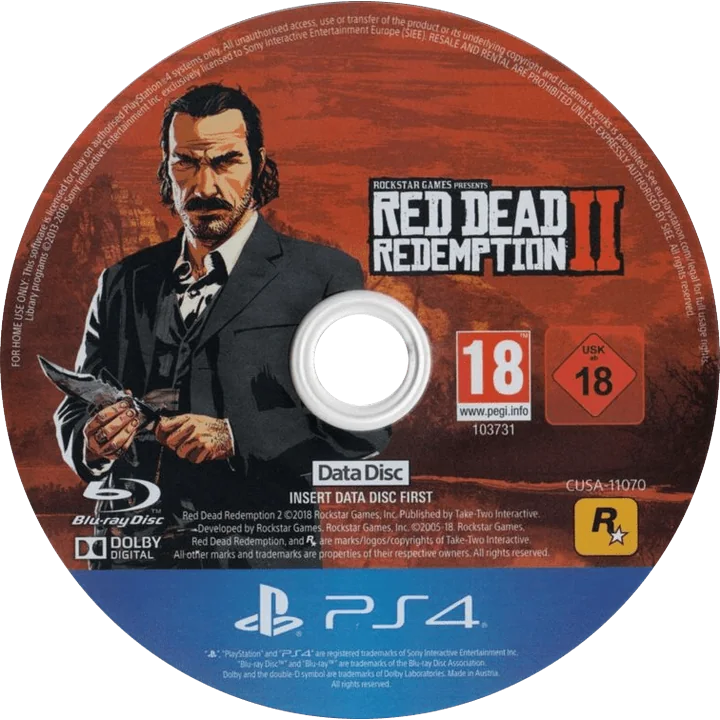 FOR HOME USE ONLY: This software is licensed for play on authorised PlayStation®4 systems only. All unauthorised access, use or transfer of the product or its underlying copyright and trademark works is prohibited. See eu.playstation.com/legal for full usage rights.
Library programs ©2013-2018 Sony Interactive Entertainment Inc. exclusively licensed to Sony Interactive Entertainment Europe (SIEE). RESALE AND RENTAL ARE PROHIBITED UNLESS EXPRESSLY AUTHORISED BY SIEE. All rights reserved.
ROCKSTAR GAMES PRESENTS
RED DEAD
REDEMPTION II
18
www.pegi.info
103731
USK
ab
18
Data Disc
INSERT DATA DISC FIRST
CUSA-11070
Blu-ray Disc™
DOLBY
DIGITAL
Red Dead Redemption 2 ©2018 Rockstar Games, Inc. Published by Take-Two Interactive.
Developed by Rockstar Games. Rockstar Games, Inc. ©2005-18. Rockstar Games,
Red Dead Redemption, and R★ are marks/logos/copyrights of Take-Two Interactive.
All other marks and trademarks are properties of their respective owners. All rights reserved.
R★
PS4
"PS", "PlayStation" and "PS4" are registered trademarks of Sony Interactive Entertainment Inc.
"Blu-ray Disc™" and "Blu-ray™" are trademarks of the Blu-ray Disc Association.
Dolby and the double-D symbol are trademarks of Dolby Laboratories. Made in Austria.
All rights reserved.